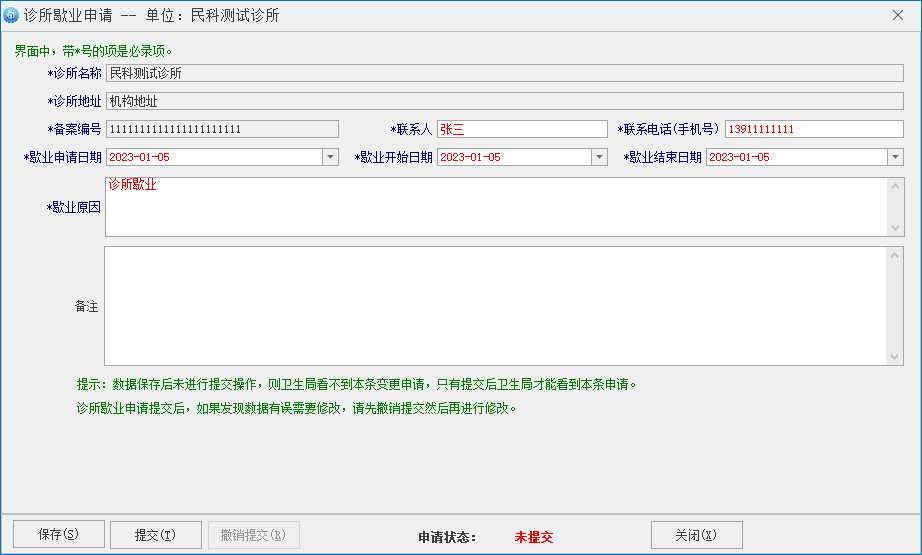 诊所歇业申请 -- 单位：民科测试诊所
界面中，带*号的项是必录项。
*诊所名称 民科测试诊所
*诊所地址 机构地址
*备案编号 1111111111111111111111 *联系人 张三 *联系电话(手机号) 13911111111
*歇业申请日期 2023-01-05 *歇业开始日期 2023-01-05 *歇业结束日期 2023-01-05
*歇业原因 诊所歇业
备注
提示：数据保存后未进行提交操作，则卫生局看不到本条变更申请，只有提交后卫生局才能看到本条申请。
诊所歇业申请提交后，如果发现数据有误需要修改，请先撤销提交然后再进行修改。
保存(S) 提交(T) 撤销提交(R) 申请状态： 未提交 关闭(X)